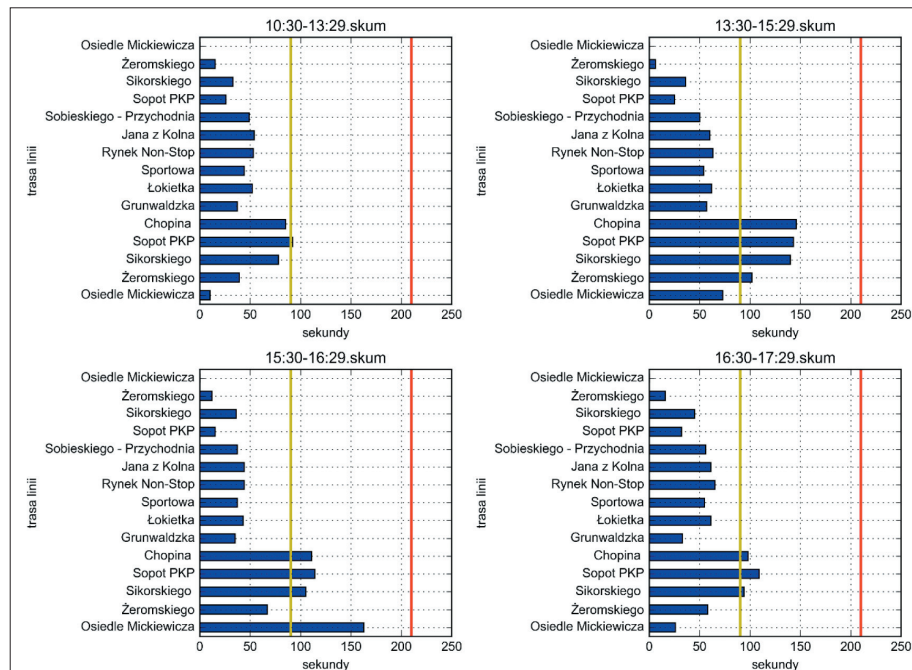 10:30-13:29.skum
trasa linii
Osiedle Mickiewicza
Żeromskiego
Sikorskiego
Sopot PKP
Sobieskiego - Przychodnia
Jana z Kolna
Rynek Non-Stop
Sportowa
Łokietka
Grunwaldzka
Chopina
Sopot PKP
Sikorskiego
Żeromskiego
Osiedle Mickiewicza
0 50 100 150 200 250
sekundy
13:30-15:29.skum
trasa linii
Osiedle Mickiewicza
Żeromskiego
Sikorskiego
Sopot PKP
Sobieskiego - Przychodnia
Jana z Kolna
Rynek Non-Stop
Sportowa
Łokietka
Grunwaldzka
Chopina
Sopot PKP
Sikorskiego
Żeromskiego
Osiedle Mickiewicza
0 50 100 150 200 250
sekundy
15:30-16:29.skum
trasa linii
Osiedle Mickiewicza
Żeromskiego
Sikorskiego
Sopot PKP
Sobieskiego - Przychodnia
Jana z Kolna
Rynek Non-Stop
Sportowa
Łokietka
Grunwaldzka
Chopina
Sopot PKP
Sikorskiego
Żeromskiego
Osiedle Mickiewicza
0 50 100 150 200 250
sekundy
16:30-17:29.skum
trasa linii
Osiedle Mickiewicza
Żeromskiego
Sikorskiego
Sopot PKP
Sobieskiego - Przychodnia
Jana z Kolna
Rynek Non-Stop
Sportowa
Łokietka
Grunwaldzka
Chopina
Sopot PKP
Sikorskiego
Żeromskiego
Osiedle Mickiewicza
0 50 100 150 200 250
sekundy